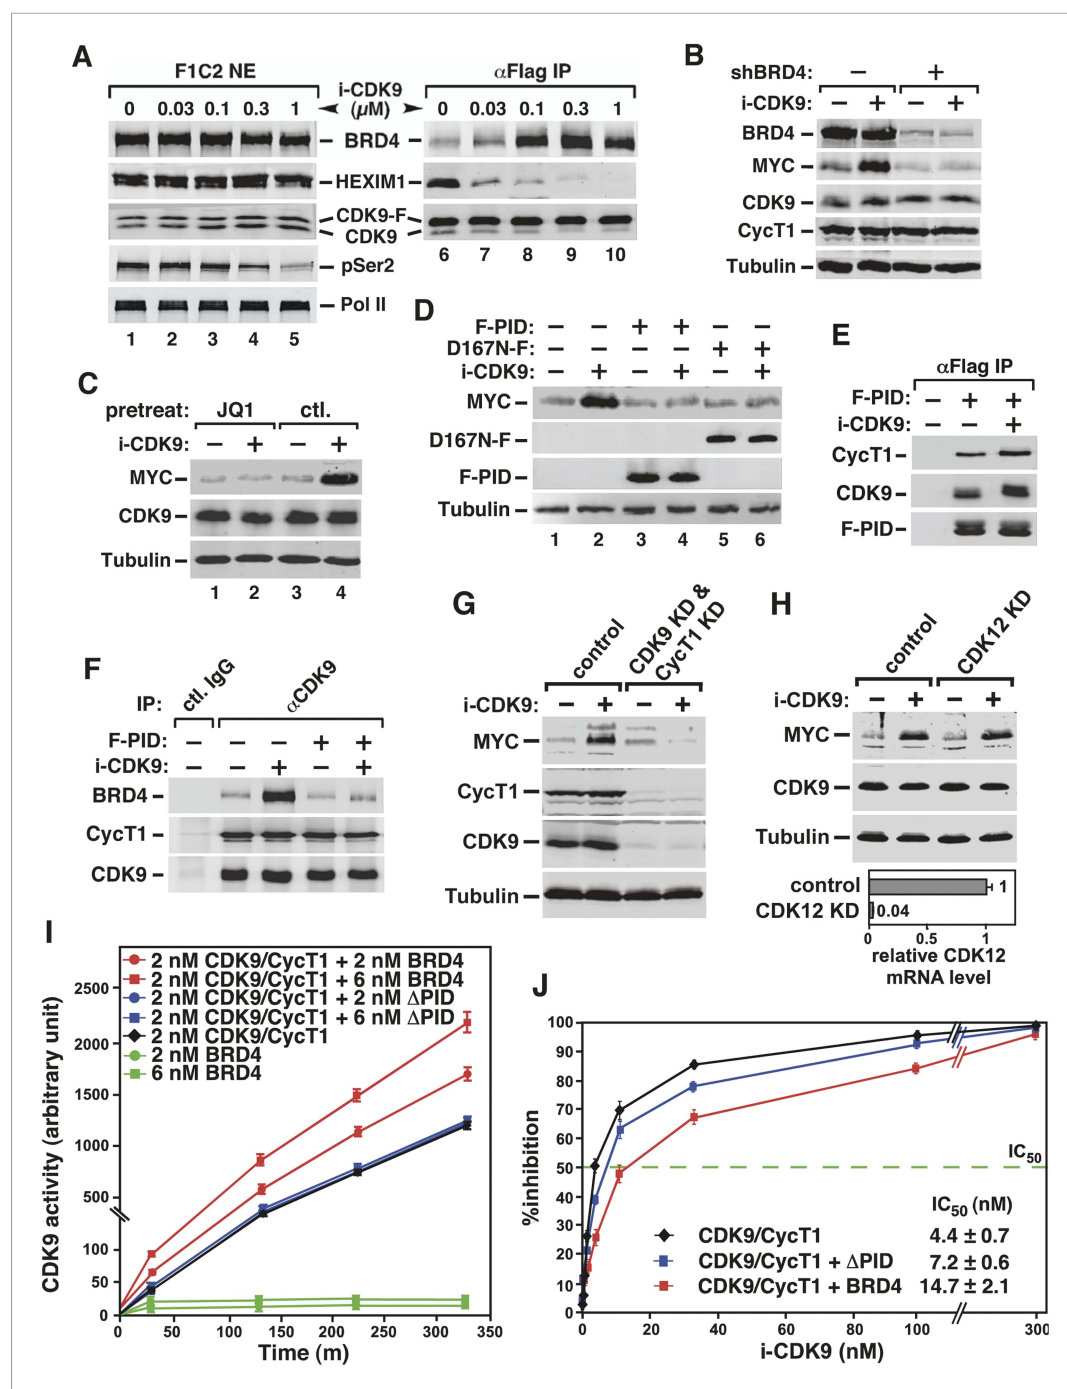 A
F1C2 NE
αFlag IP
i-CDK9
(µM)
0 0.03 0.1 0.3 1
0 0.03 0.1 0.3 1
BRD4
HEXIM1
CDK9-F
CDK9
pSer2
Pol II
6 7 8 9 10
1 2 3 4 5
B
shBRD4: – +
i-CDK9: – + – +
BRD4
MYC
CDK9
CycT1
Tubulin
C
pretreat: JQ1 ctl.
i-CDK9: – + – +
MYC
CDK9
Tubulin
1 2 3 4
D
F-PID: – – + + – –
D167N-F: – – – – + +
i-CDK9: – + – + – +
MYC
D167N-F
F-PID
Tubulin
1 2 3 4 5 6
E
αFlag IP
F-PID: – + +
i-CDK9: – – +
CycT1
CDK9
F-PID
F
IP: ctl. IgG αCDK9
F-PID: – – – + +
i-CDK9: – – + – +
BRD4
CycT1
CDK9
G
control
CDK9 KD &
CycT1 KD
i-CDK9: – + – +
MYC
CycT1
CDK9
Tubulin
H
control
CDK12 KD
i-CDK9: – + – +
MYC
CDK9
Tubulin
control 1
CDK12 KD 0.04
0 0.5 1
relative CDK12
mRNA level
I
2 nM CDK9/CycT1 + 2 nM BRD4
2 nM CDK9/CycT1 + 6 nM BRD4
2 nM CDK9/CycT1 + 2 nM ΔPID
2 nM CDK9/CycT1 + 6 nM ΔPID
2 nM CDK9/CycT1
2 nM BRD4
6 nM BRD4
CDK9 activity (arbitrary unit)
2500
2000
1500
1000
500
100
50
0
0 50 100 150 200 250 300 350
Time (m)
J
%inhibition
100
90
80
70
60
50
40
30
20
10
0
IC50
IC50 (nM)
CDK9/CycT1 4.4 ± 0.7
CDK9/CycT1 + ΔPID 7.2 ± 0.6
CDK9/CycT1 + BRD4 14.7 ± 2.1
0 20 40 60 80 100 300
i-CDK9 (nM)